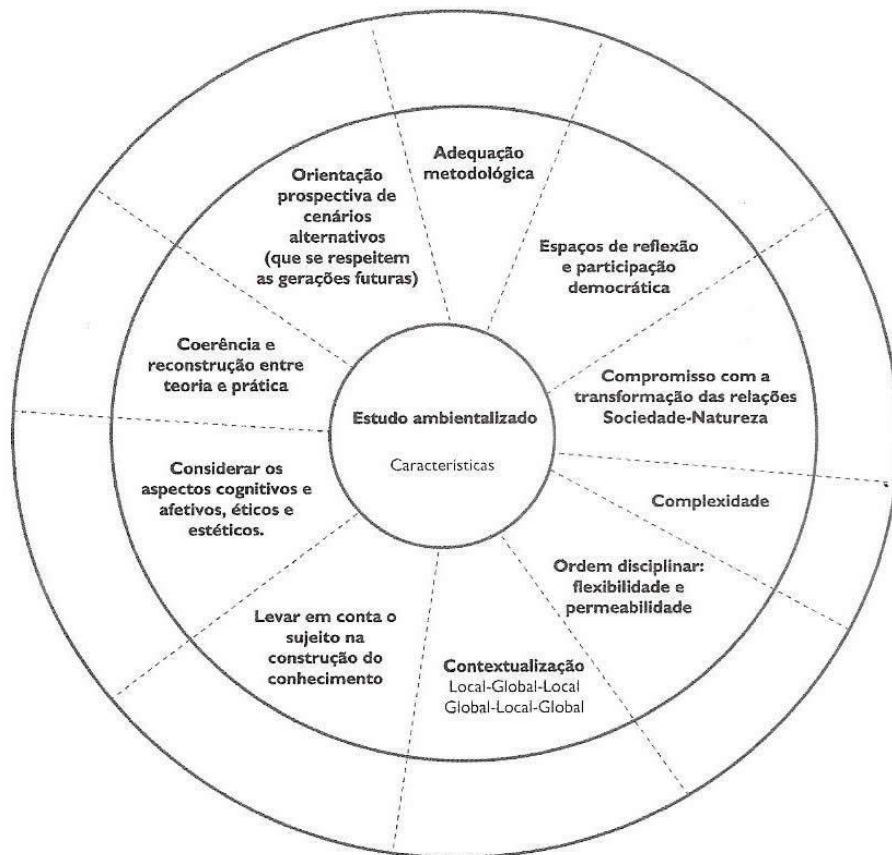 Adequação
metodológica
Espaços de reflexão
e participação
democrática
Compromisso com a
transformação das relações
Sociedade-Natureza
Complexidade
Ordem disciplinar:
flexibilidade e
permeabilidade
Contextualização
Local-Global-Local
Global-Local-Global
Levar em conta o
sujeito na
construção do
conhecimento
Considerar os
aspectos cognitivos e
afetivos, éticos e
estéticos.
Coerência e
reconstrução entre
teoria e prática
Orientação
prospectiva de
cenários
alternativos
(que se respeitem
as gerações futuras)
Estudo ambientalizado
Características